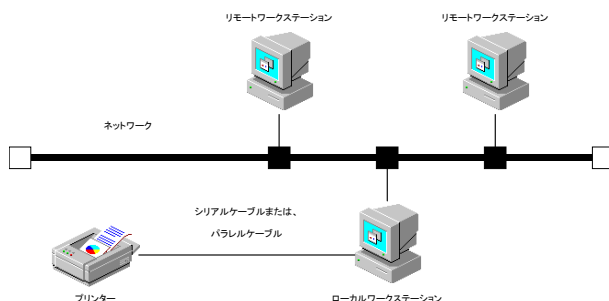 リモートワークステーション
リモートワークステーション
ネットワーク
シリアルケーブルまたは、
パラレルケーブル
プリンター
ローカルワークステーション